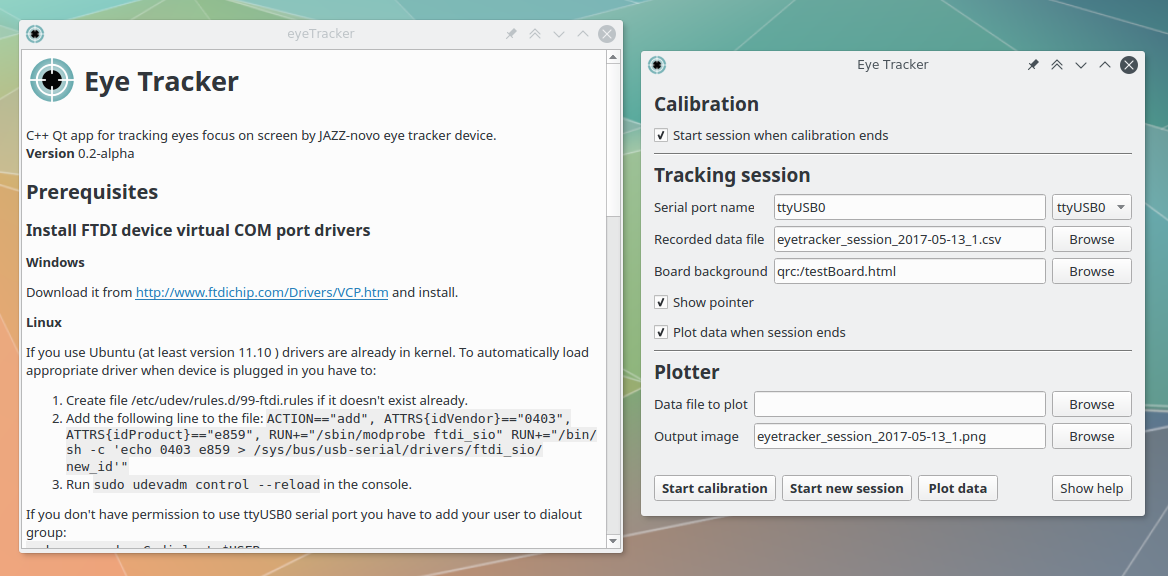 eyeTracker
Eye Tracker
C++ Qt app for tracking eyes focus on screen by JAZZ-novo eye tracker device.
Version 0.2-alpha
Prerequisites
Install FTDI device virtual COM port drivers
Windows
Download it from http://www.ftdichip.com/Drivers/VCP.htm and install.
Linux
If you use Ubuntu (at least version 11.10 ) drivers are already in kernel. To automatically load
appropriate driver when device is plugged in you have to:
1. Create file /etc/udev/rules.d/99-ftdi.rules if it doesn't exist already.
2. Add the following line to the file: ACTION=="add", ATTRS{idVendor}=="0403",
ATTRS{idProduct}=="e859", RUN+="/sbin/modprobe ftdi_sio" RUN+="/bin/
sh -c 'echo 0403 e859 > /sys/bus/usb-serial/drivers/ftdi_sio/
new_id'"
3. Run sudo udevadm control --reload in the console.
If you don't have permission to use ttyUSB0 serial port you have to add your user to dialout
group:
Eye Tracker
Calibration
Start session when calibration ends
Tracking session
Serial port name ttyUSB0 ttyUSB0
Recorded data file eyetracker_session_2017-05-13_1.csv Browse
Board background qrc:/testBoard.html Browse
Show pointer
Plot data when session ends
Plotter
Data file to plot Browse
Output image eyetracker_session_2017-05-13_1.png Browse
Start calibration Start new session Plot data Show help